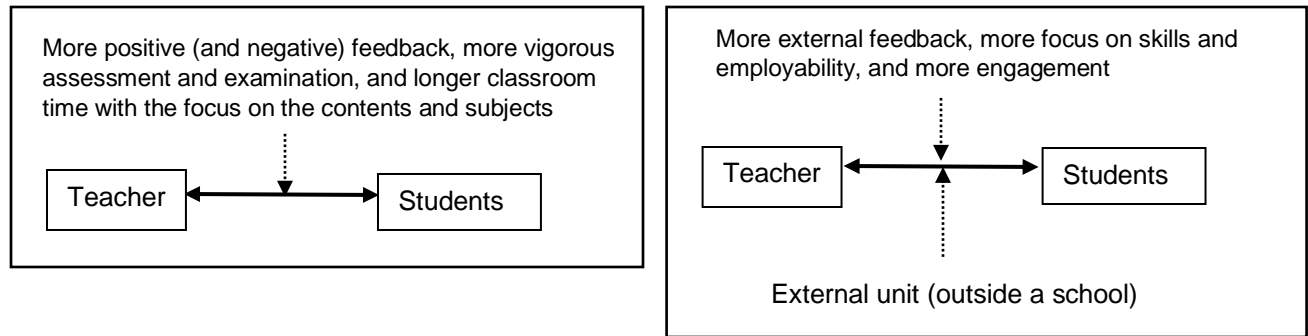 More positive (and negative) feedback, more vigorous
assessment and examination, and longer classroom
time with the focus on the contents and subjects
Teacher
Students
More external feedback, more focus on skills and
employability, and more engagement
Teacher
Students
External unit (outside a school)